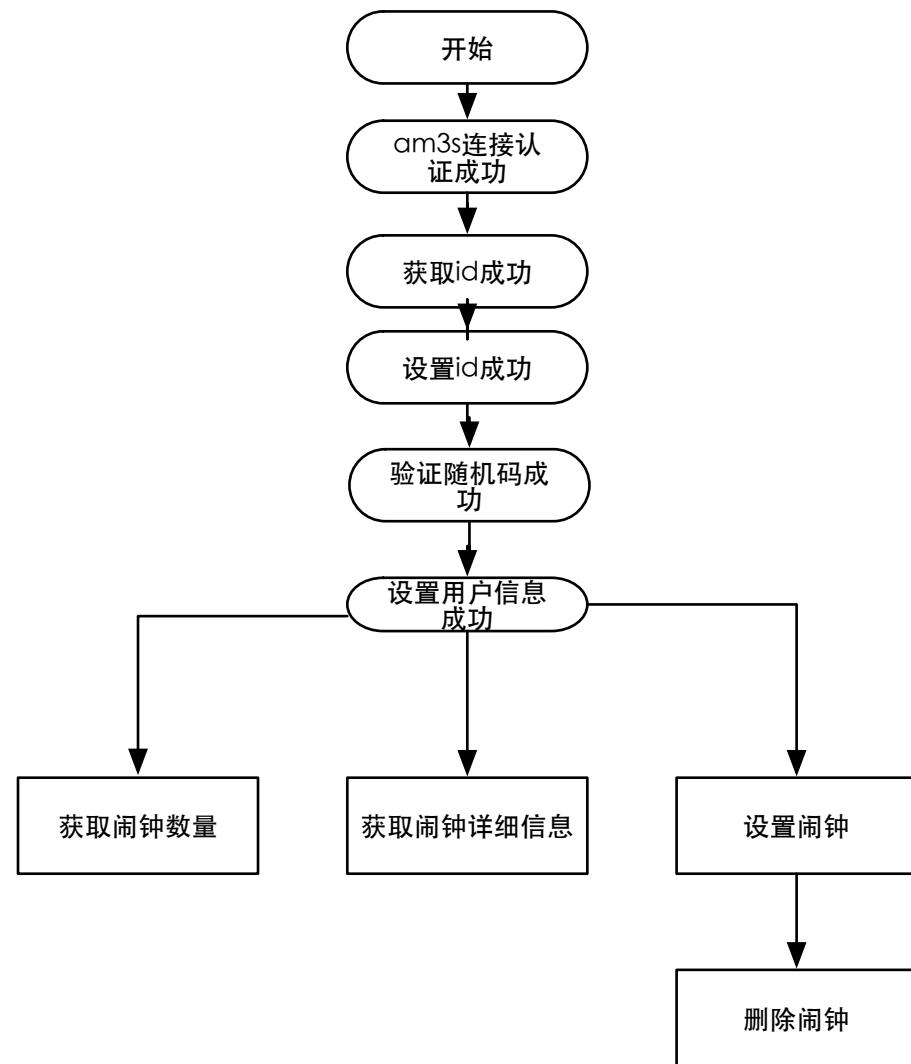 开始
am3s连接认
证成功
获取id成功
设置id成功
验证随机码成
功
设置用户信息
成功
获取闹钟数量
获取闹钟详细信息
设置闹钟
删除闹钟